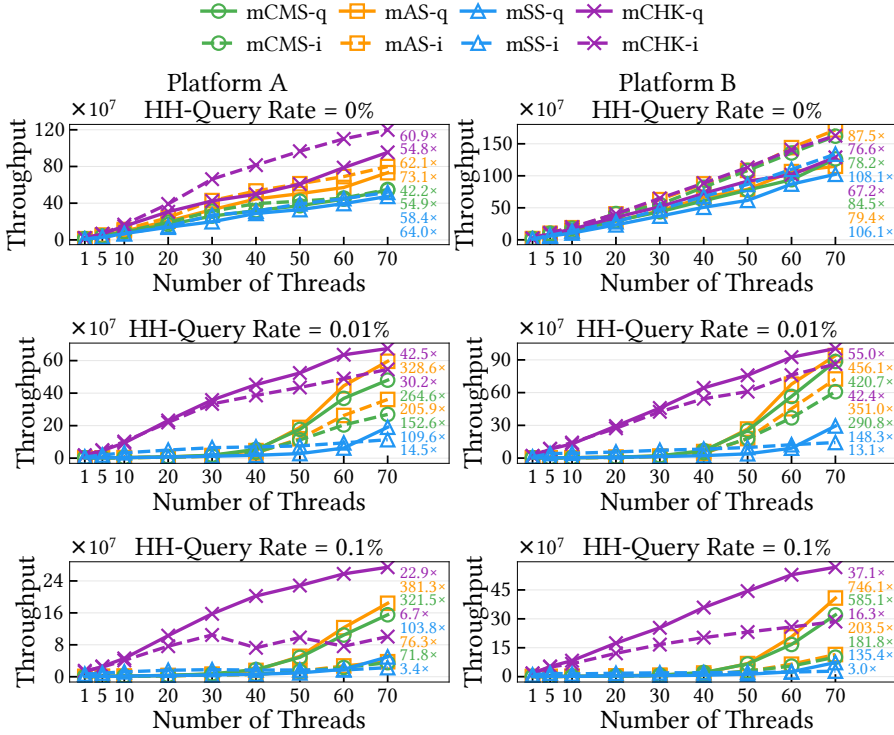 mCMS-q mAS-q mSS-q mCHK-q
mCMS-i mAS-i mSS-i mCHK-i
Platform A
×10⁷
HH-Query Rate = 0%
Throughput
120
80
40
0
1 5 10 20 30 40 50 60 70
Number of Threads
60.9×
54.8×
62.1×
73.1×
42.2×
54.9×
58.4×
64.0×
Platform B
×10⁷
HH-Query Rate = 0%
Throughput
150
100
50
0
1 5 10 20 30 40 50 60 70
Number of Threads
87.5×
76.6×
78.2×
108.1×
67.2×
84.5×
79.4×
106.1×
×10⁷
HH-Query Rate = 0.01%
Throughput
60
40
20
0
1 5 10 20 30 40 50 60 70
Number of Threads
42.5×
328.6×
30.2×
264.6×
205.9×
152.6×
109.6×
14.5×
×10⁷
HH-Query Rate = 0.01%
Throughput
90
60
30
0
1 5 10 20 30 40 50 60 70
Number of Threads
55.0×
456.1×
420.7×
42.4×
351.0×
290.8×
148.3×
13.1×
×10⁷
HH-Query Rate = 0.1%
Throughput
24
16
8
0
1 5 10 20 30 40 50 60 70
Number of Threads
22.9×
381.3×
321.5×
6.7×
103.8×
76.3×
71.8×
3.4×
×10⁷
HH-Query Rate = 0.1%
Throughput
45
30
15
0
1 5 10 20 30 40 50 60 70
Number of Threads
37.1×
746.1×
585.1×
16.3×
203.5×
181.8×
135.4×
3.0×